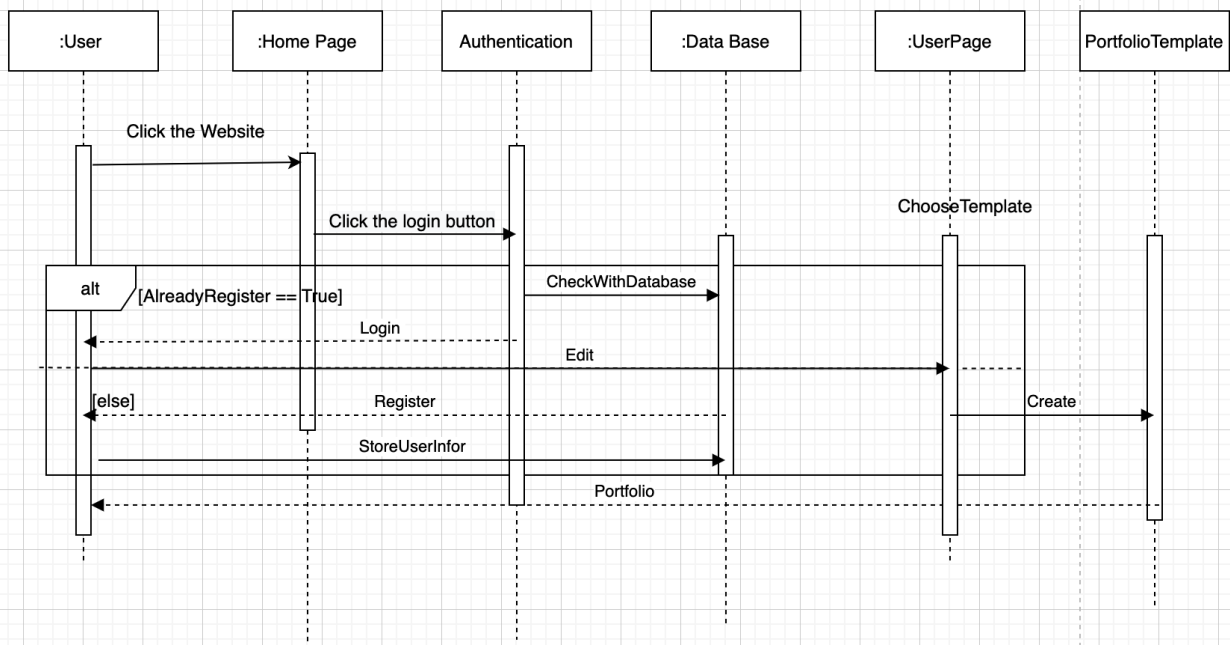 :User
:Home Page
Authentication
:Data Base
:UserPage
PortfolioTemplate
Click the Website
ChooseTemplate
Click the login button
CheckWithDatabase
alt
[AlreadyRegister == True]
Login
Edit
[else]
Register
Create
StoreUserInfor
Portfolio